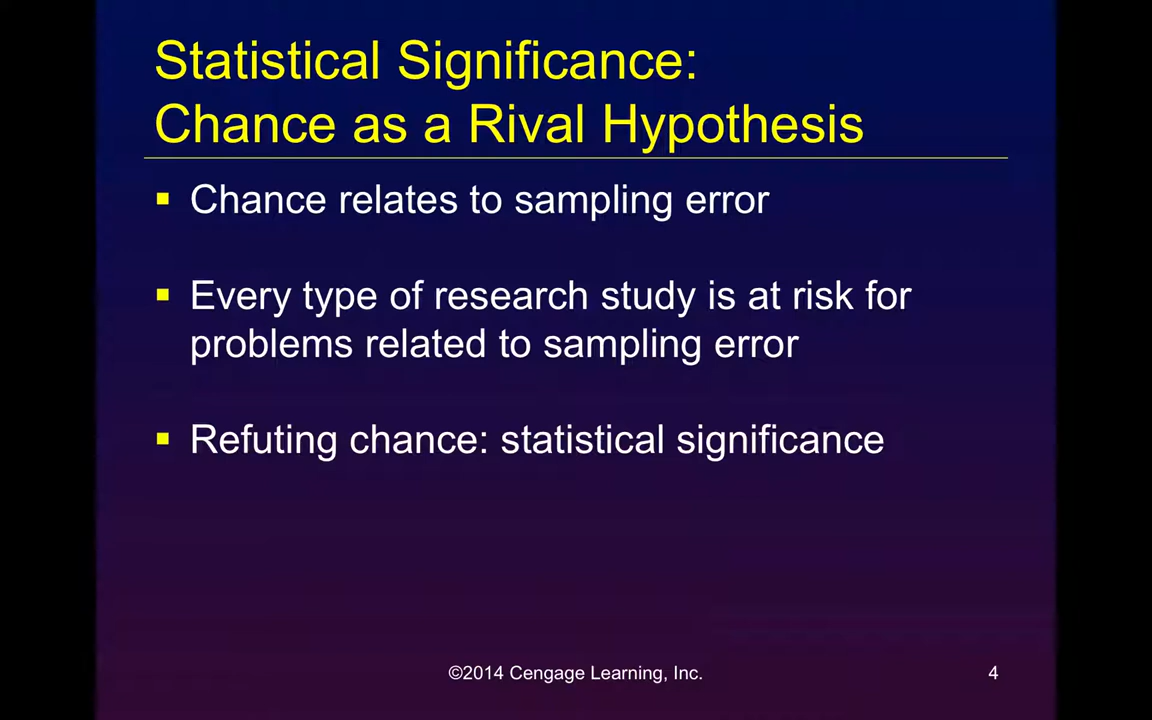 Statistical Significance:
Chance as a Rival Hypothesis
▪ Chance relates to sampling error
▪ Every type of research study is at risk for
problems related to sampling error
▪ Refuting chance: statistical significance
©2014 Cengage Learning, Inc.
4